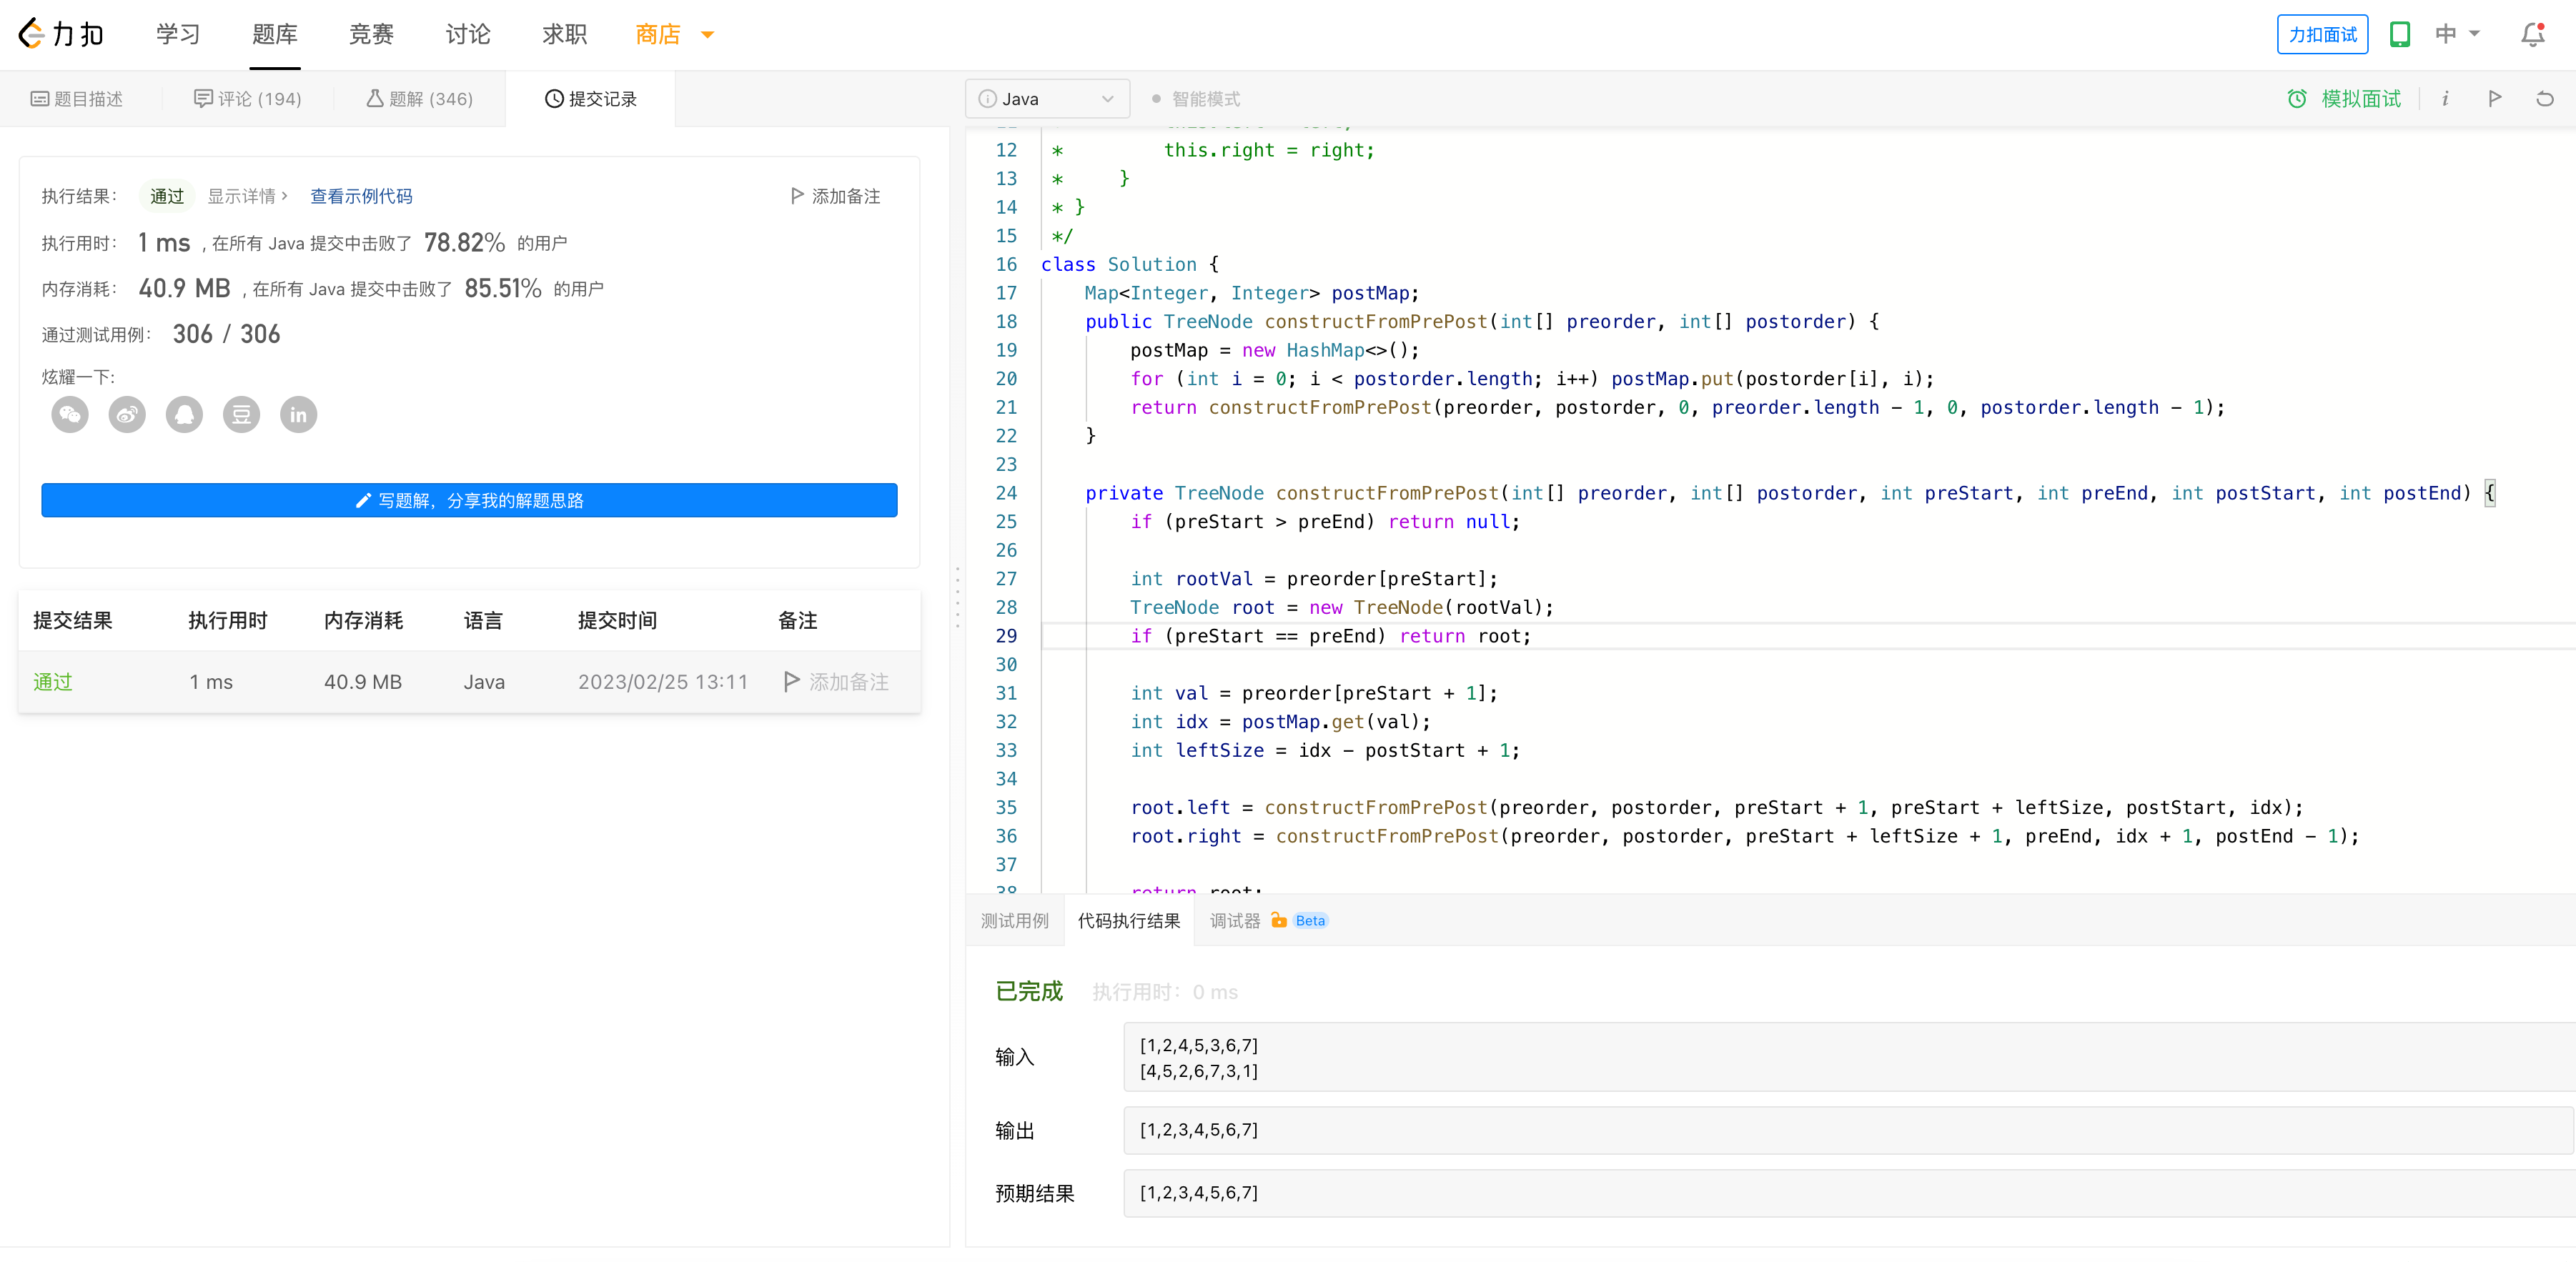 力扣 学习 题库 竞赛 讨论 求职 商店 力扣面试 中
题目描述 评论 (194) 题解 (346) 提交记录
执行结果： 通过 显示详情 > 查看示例代码 添加备注
执行用时： 1 ms , 在所有 Java 提交中击败了 78.82% 的用户
内存消耗： 40.9 MB , 在所有 Java 提交中击败了 85.51% 的用户
通过测试用例： 306 / 306
炫耀一下:
豆 in
写题解，分享我的解题思路
提交结果 执行用时 内存消耗 语言 提交时间 备注
通过 1 ms 40.9 MB Java 2023/02/25 13:11 添加备注
Java 智能模式 模拟面试 i
12 * this.right = right;
13 * }
14 * }
15 */
16 class Solution {
17 Map<Integer, Integer> postMap;
18 public TreeNode constructFromPrePost(int[] preorder, int[] postorder) {
19 postMap = new HashMap<>();
20 for (int i = 0; i < postorder.length; i++) postMap.put(postorder[i], i);
21 return constructFromPrePost(preorder, postorder, 0, preorder.length - 1, 0, postorder.length - 1);
22 }
23
24 private TreeNode constructFromPrePost(int[] preorder, int[] postorder, int preStart, int preEnd, int postStart, int postEnd) {
25 if (preStart > preEnd) return null;
26
27 int rootVal = preorder[preStart];
28 TreeNode root = new TreeNode(rootVal);
29 if (preStart == preEnd) return root;
30
31 int val = preorder[preStart + 1];
32 int idx = postMap.get(val);
33 int leftSize = idx - postStart + 1;
34
35 root.left = constructFromPrePost(preorder, postorder, preStart + 1, preStart + leftSize, postStart, idx);
36 root.right = constructFromPrePost(preorder, postorder, preStart + leftSize + 1, preEnd, idx + 1, postEnd - 1);
37
38 return root;
测试用例 代码执行结果 调试器 Beta
已完成 执行用时：0 ms
输入
[1,2,4,5,3,6,7]
[4,5,2,6,7,3,1]
输出
[1,2,3,4,5,6,7]
预期结果
[1,2,3,4,5,6,7]